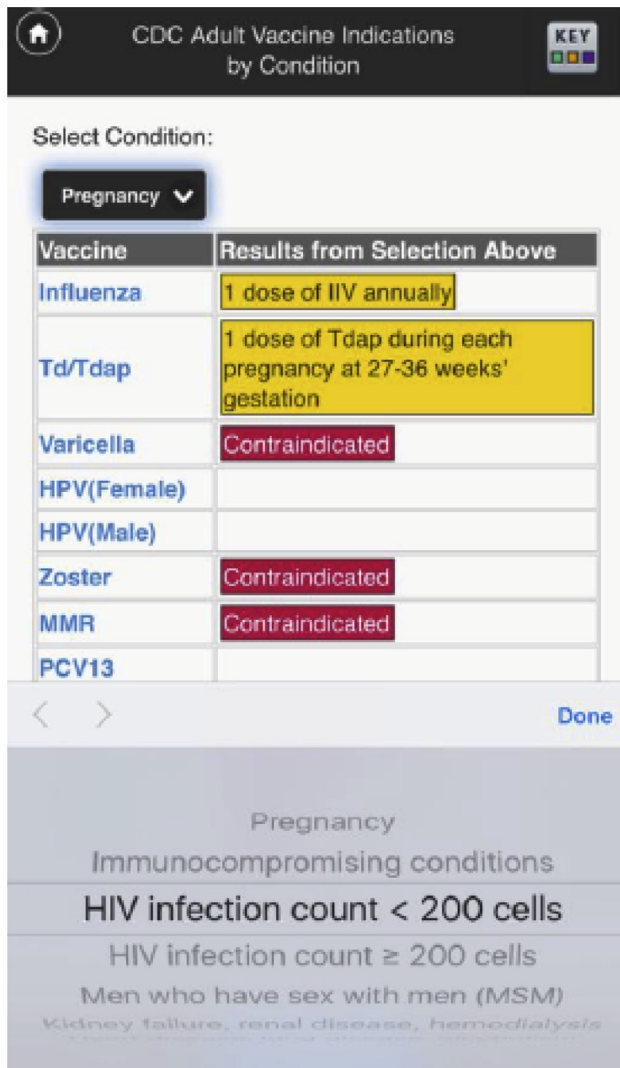 CDC Adult Vaccine Indications
by Condition
KEY
Select Condition:
Pregnancy
Vaccine Results from Selection Above
Influenza 1 dose of IIV annually
Td/Tdap 1 dose of Tdap during each
pregnancy at 27-36 weeks'
gestation
Varicella Contraindicated
HPV(Female)
HPV(Male)
Zoster Contraindicated
MMR Contraindicated
PCV13
Done
Pregnancy
Immunocompromising conditions
HIV infection count < 200 cells
HIV infection count ≥ 200 cells
Men who have sex with men (MSM)
Kidney failure, renal disease, hemodialysis